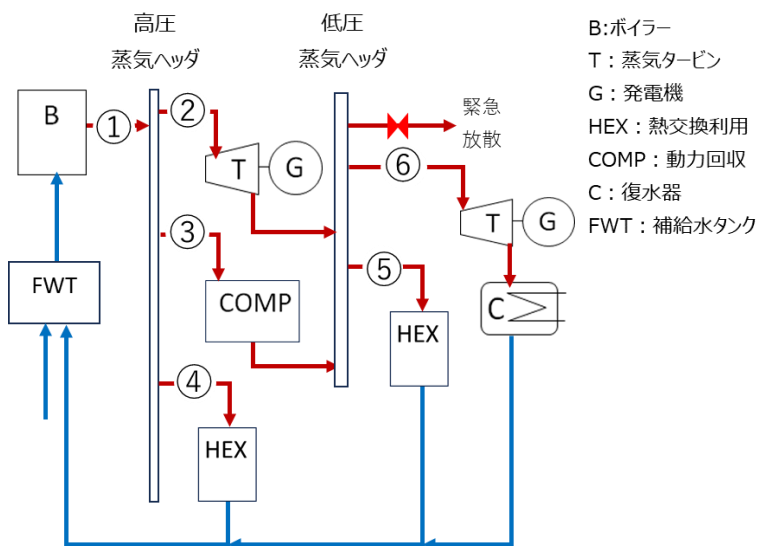 高圧
蒸気ヘッダ
低圧
蒸気ヘッダ
B:ボイラー
T：蒸気タービン
G：発電機
HEX：熱交換利用
COMP：動力回収
C：復水器
FWT：補給水タンク
B
①
②
T
G
緊急
放散
⑥
T
G
③
COMP
⑤
HEX
C
FWT
④
HEX